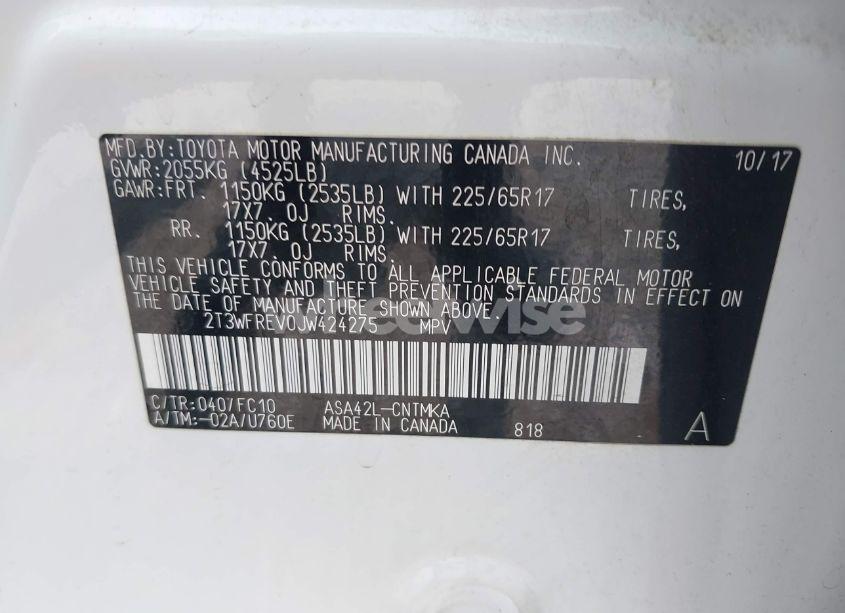 MFD.BY:TOYOTA MOTOR MANUFACTURING CANADA INC. 10/17
GVWR:2055KG (4525LB)
GAWR:FRT. 1150KG (2535LB) WITH 225/65R17 TIRES,
17X7.0J RIMS.
RR. 1150KG (2535LB) WITH 225/65R17 TIRES,
17X7.0J RIMS.
THIS VEHICLE CONFORMS TO ALL APPLICABLE FEDERAL MOTOR
VEHICLE SAFETY AND THEFT PREVENTION STANDARDS IN EFFECT ON
THE DATE OF MANUFACTURE SHOWN ABOVE.
2T3WFREV0JW424275 MPV
C/TR:040/FC10 ASA42L-CNTMKA
A/TM:-02A/U760E MADE IN CANADA 818 A